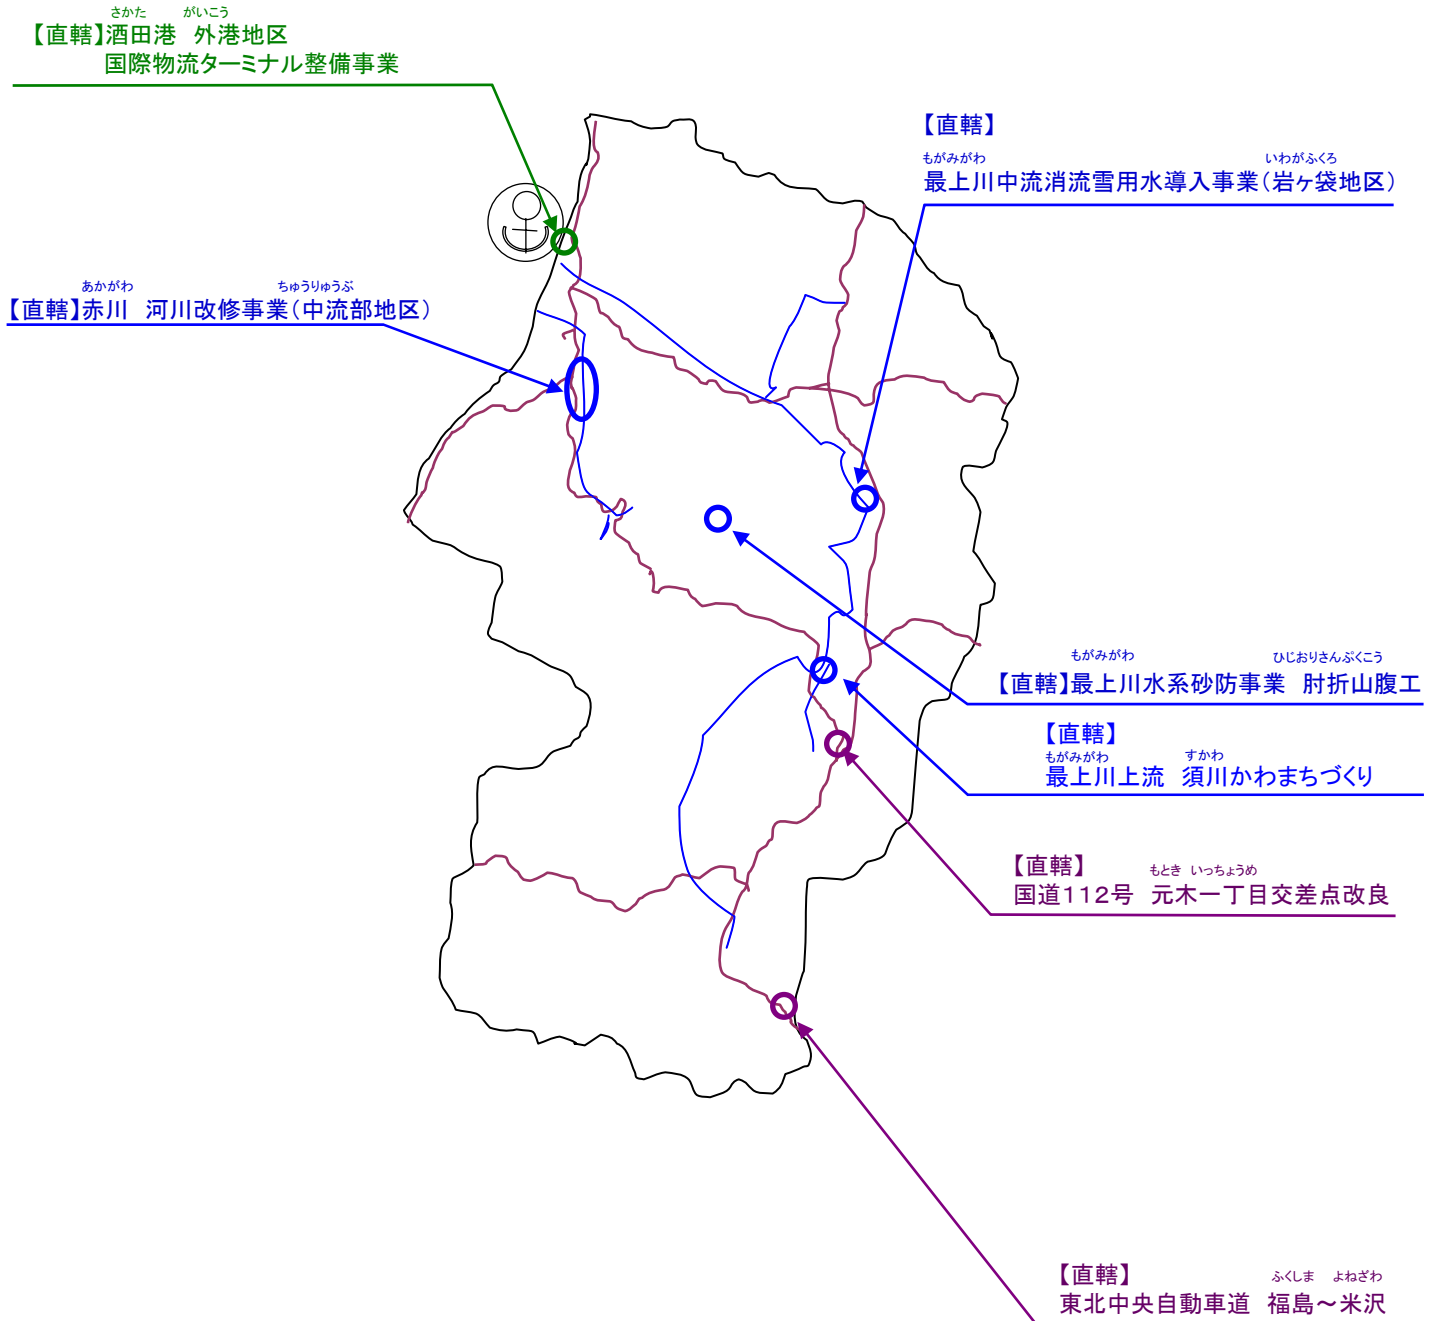 さかた がいこう
【直轄】酒田港 外港地区
国際物流ターミナル整備事業
【直轄】
もがみがわ いわがふくろ
最上川中流消流雪用水導入事業(岩ヶ袋地区)
あかがわ ちゅうりゅうぶ
【直轄】赤川 河川改修事業(中流部地区)
もがみがわ ひじおりさんぷくこう
【直轄】最上川水系砂防事業 肘折山腹工
【直轄】
もがみがわ すかわ
最上川上流 須川かわまちづくり
【直轄】 もとき いっちょうめ
国道112号 元木一丁目交差点改良
【直轄】 ふくしま よねざわ
東北中央自動車道 福島~米沢